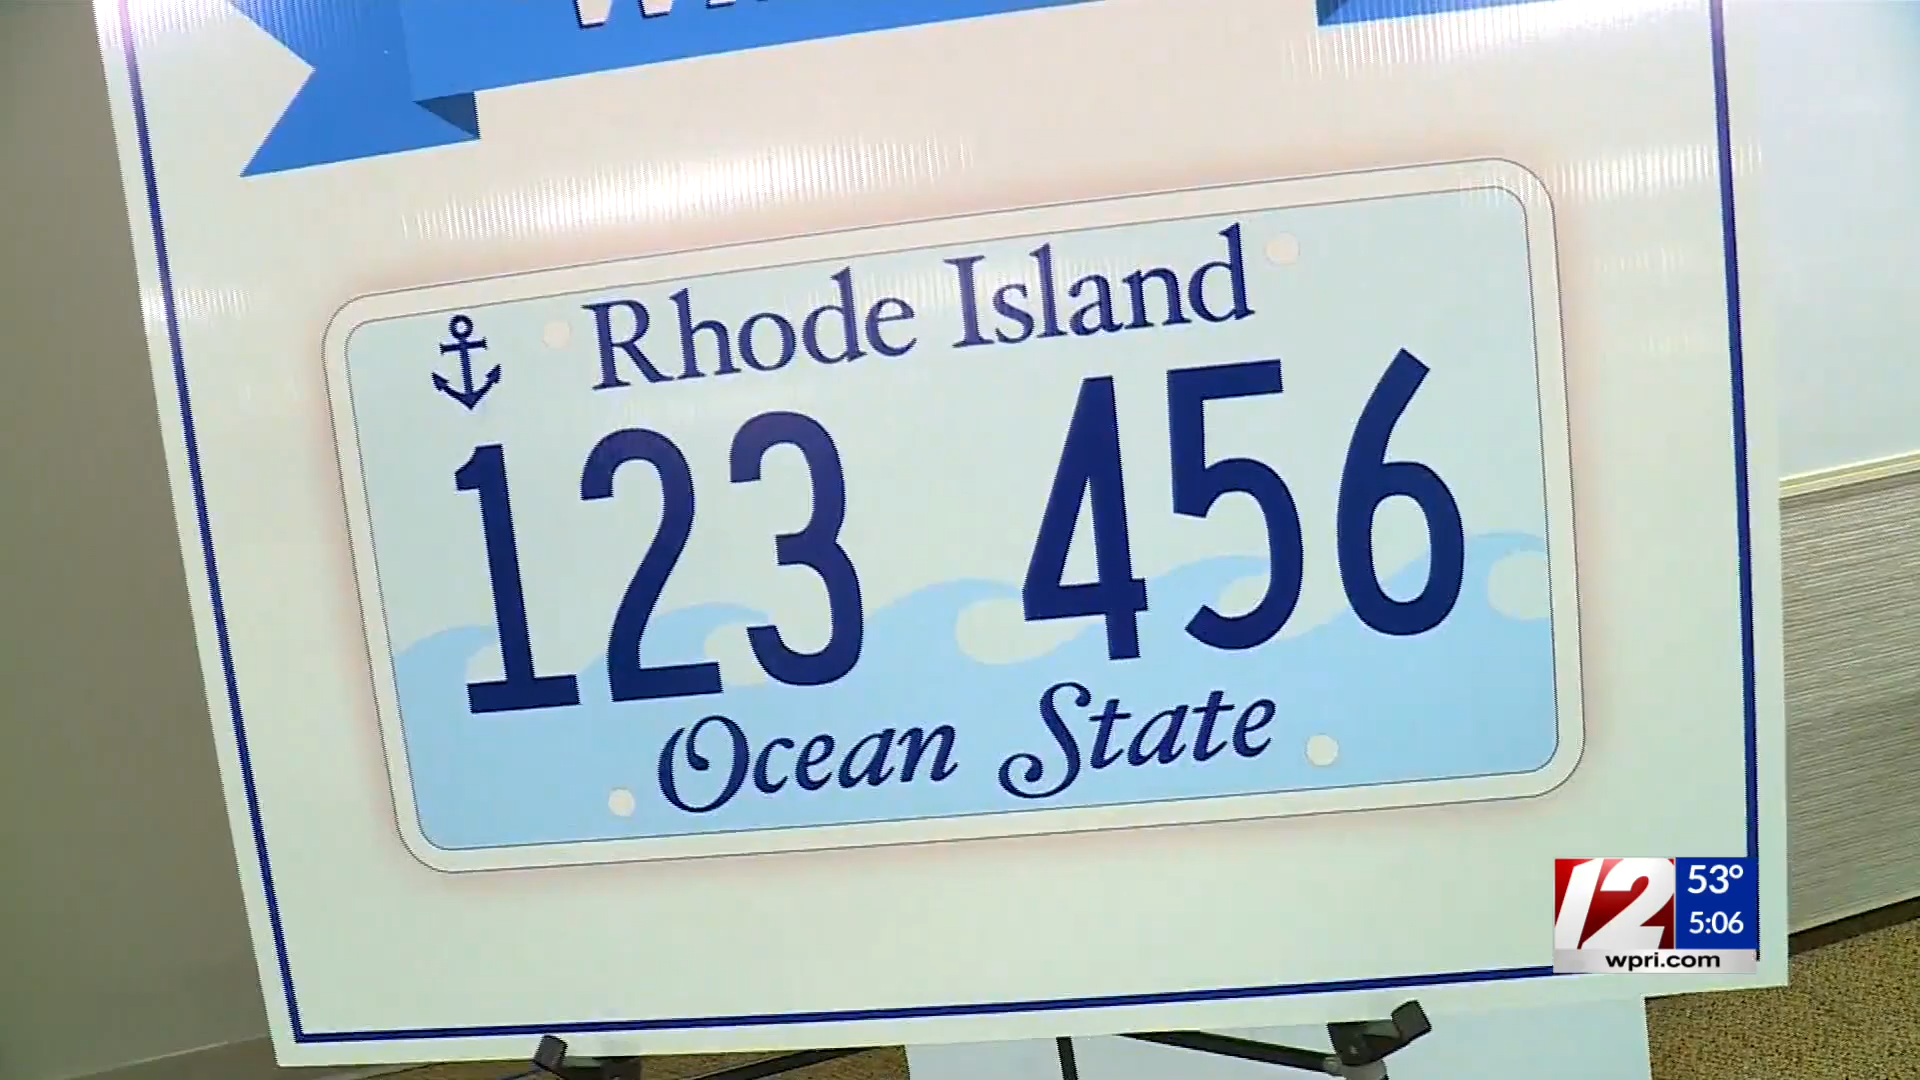 Rhode Island
123 456
Ocean State
12
53°
5:06
wpri.com